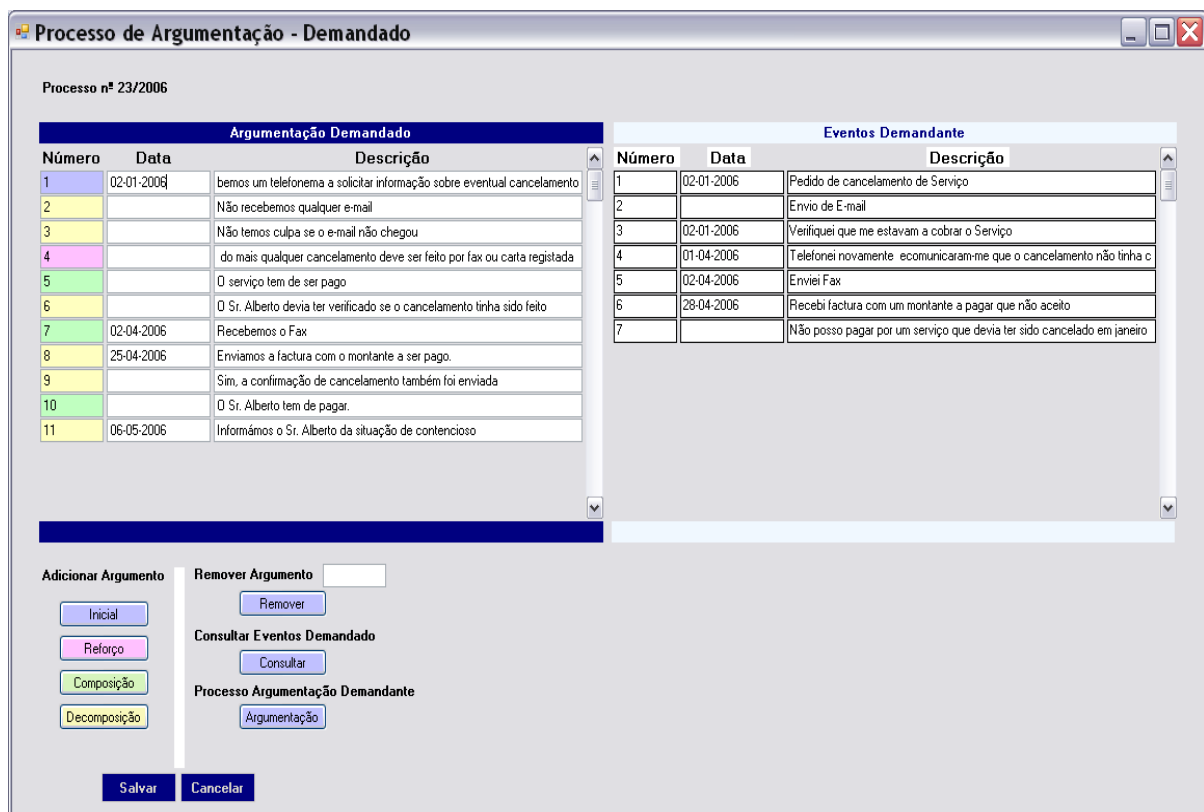 Processo de Argumentação - Demandado
Processo nº 23/2006
Argumentação Demandado
Número Data Descrição
1 02-01-2006 bemos um telefonema a solicitar informação sobre eventual cancelamento
2 Não recebemos qualquer e-mail
3 Não temos culpa se o e-mail não chegou
4 do mais qualquer cancelamento deve ser feito por fax ou carta registada
5 O serviço tem de ser pago
6 O Sr. Alberto devia ter verificado se o cancelamento tinha sido feito
7 02-04-2006 Recebemos o Fax
8 25-04-2006 Enviamos a factura com o montante a ser pago.
9 Sim, a confirmação de cancelamento também foi enviada
10 O Sr. Alberto tem de pagar.
11 06-05-2006 Informámos o Sr. Alberto da situação de contencioso
Eventos Demandante
Número Data Descrição
1 02-01-2006 Pedido de cancelamento de Serviço
2 Envio de E-mail
3 02-01-2006 Verifiquei que me estavam a cobrar o Serviço
4 01-04-2006 Telefonei novamente ecomunicaram-me que o cancelamento não tinha c
5 02-04-2006 Enviei Fax
6 28-04-2006 Recebi factura com um montante a pagar que não aceito
7 Não posso pagar por um serviço que devia ter sido cancelado em janeiro
Adicionar Argumento
Inicial
Reforço
Composição
Decomposição
Remover Argumento
Remover
Consultar Eventos Demandado
Consultar
Processo Argumentação Demandante
Argumentação
Salvar Cancelar